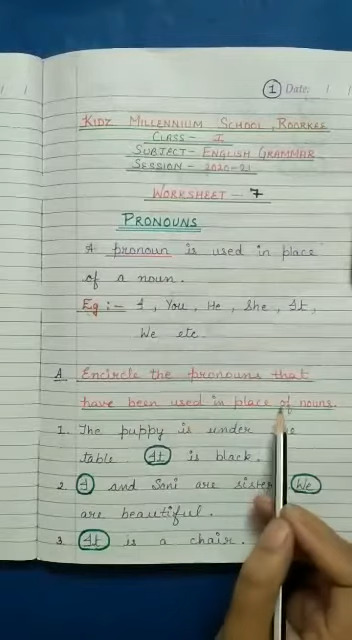 1 Date: / /
KIDZ MILLENNIUM SCHOOL, ROORKEE
CLASS - I
SUBJECT - ENGLISH GRAMMAR
SESSION - 2020-21
WORKSHEET - 7
PRONOUNS
A pronoun is used in place
of a noun.
Eg :- I, You, He, She, It,
We etc.
A Encircle the pronouns that
have been used in place of nouns.
1. The puppy is under
table. It is black.
2 I and Soni are We
are beautiful.
3 It is a chair.